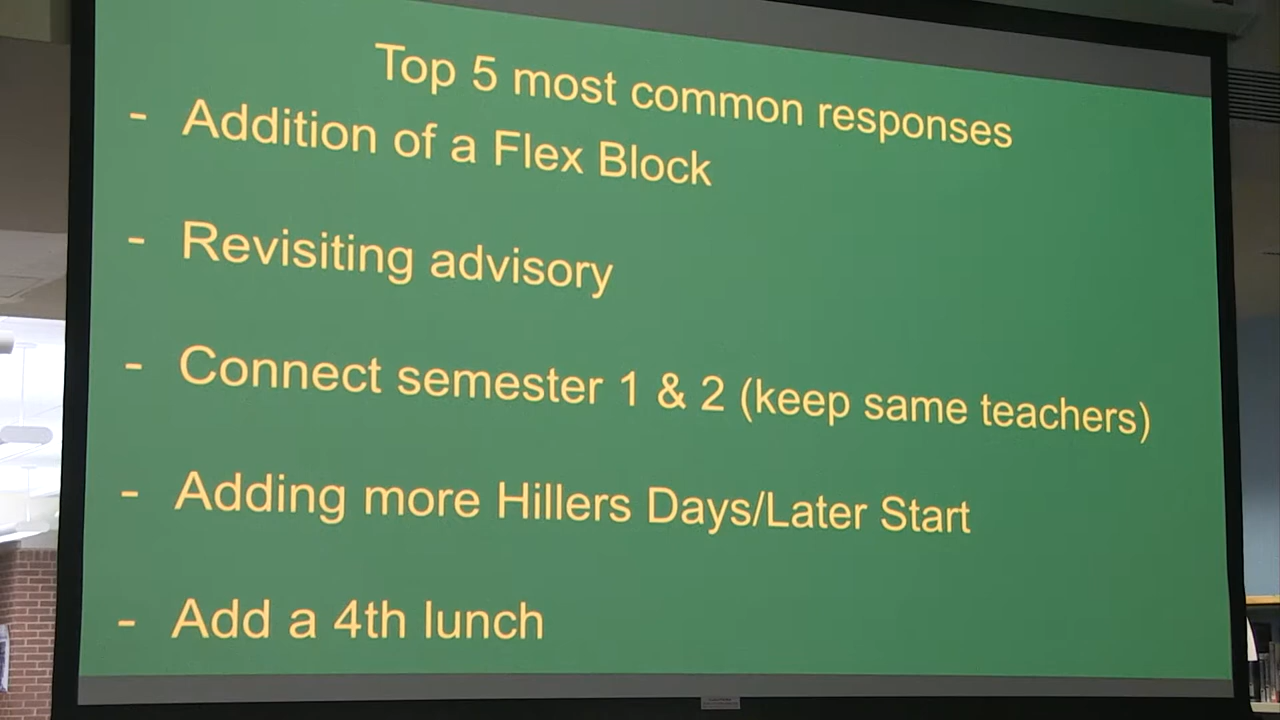 Top 5 most common responses
- Addition of a Flex Block
- Revisiting advisory
- Connect semester 1 & 2 (keep same teachers)
- Adding more Hillers Days/Later Start
- Add a 4th lunch